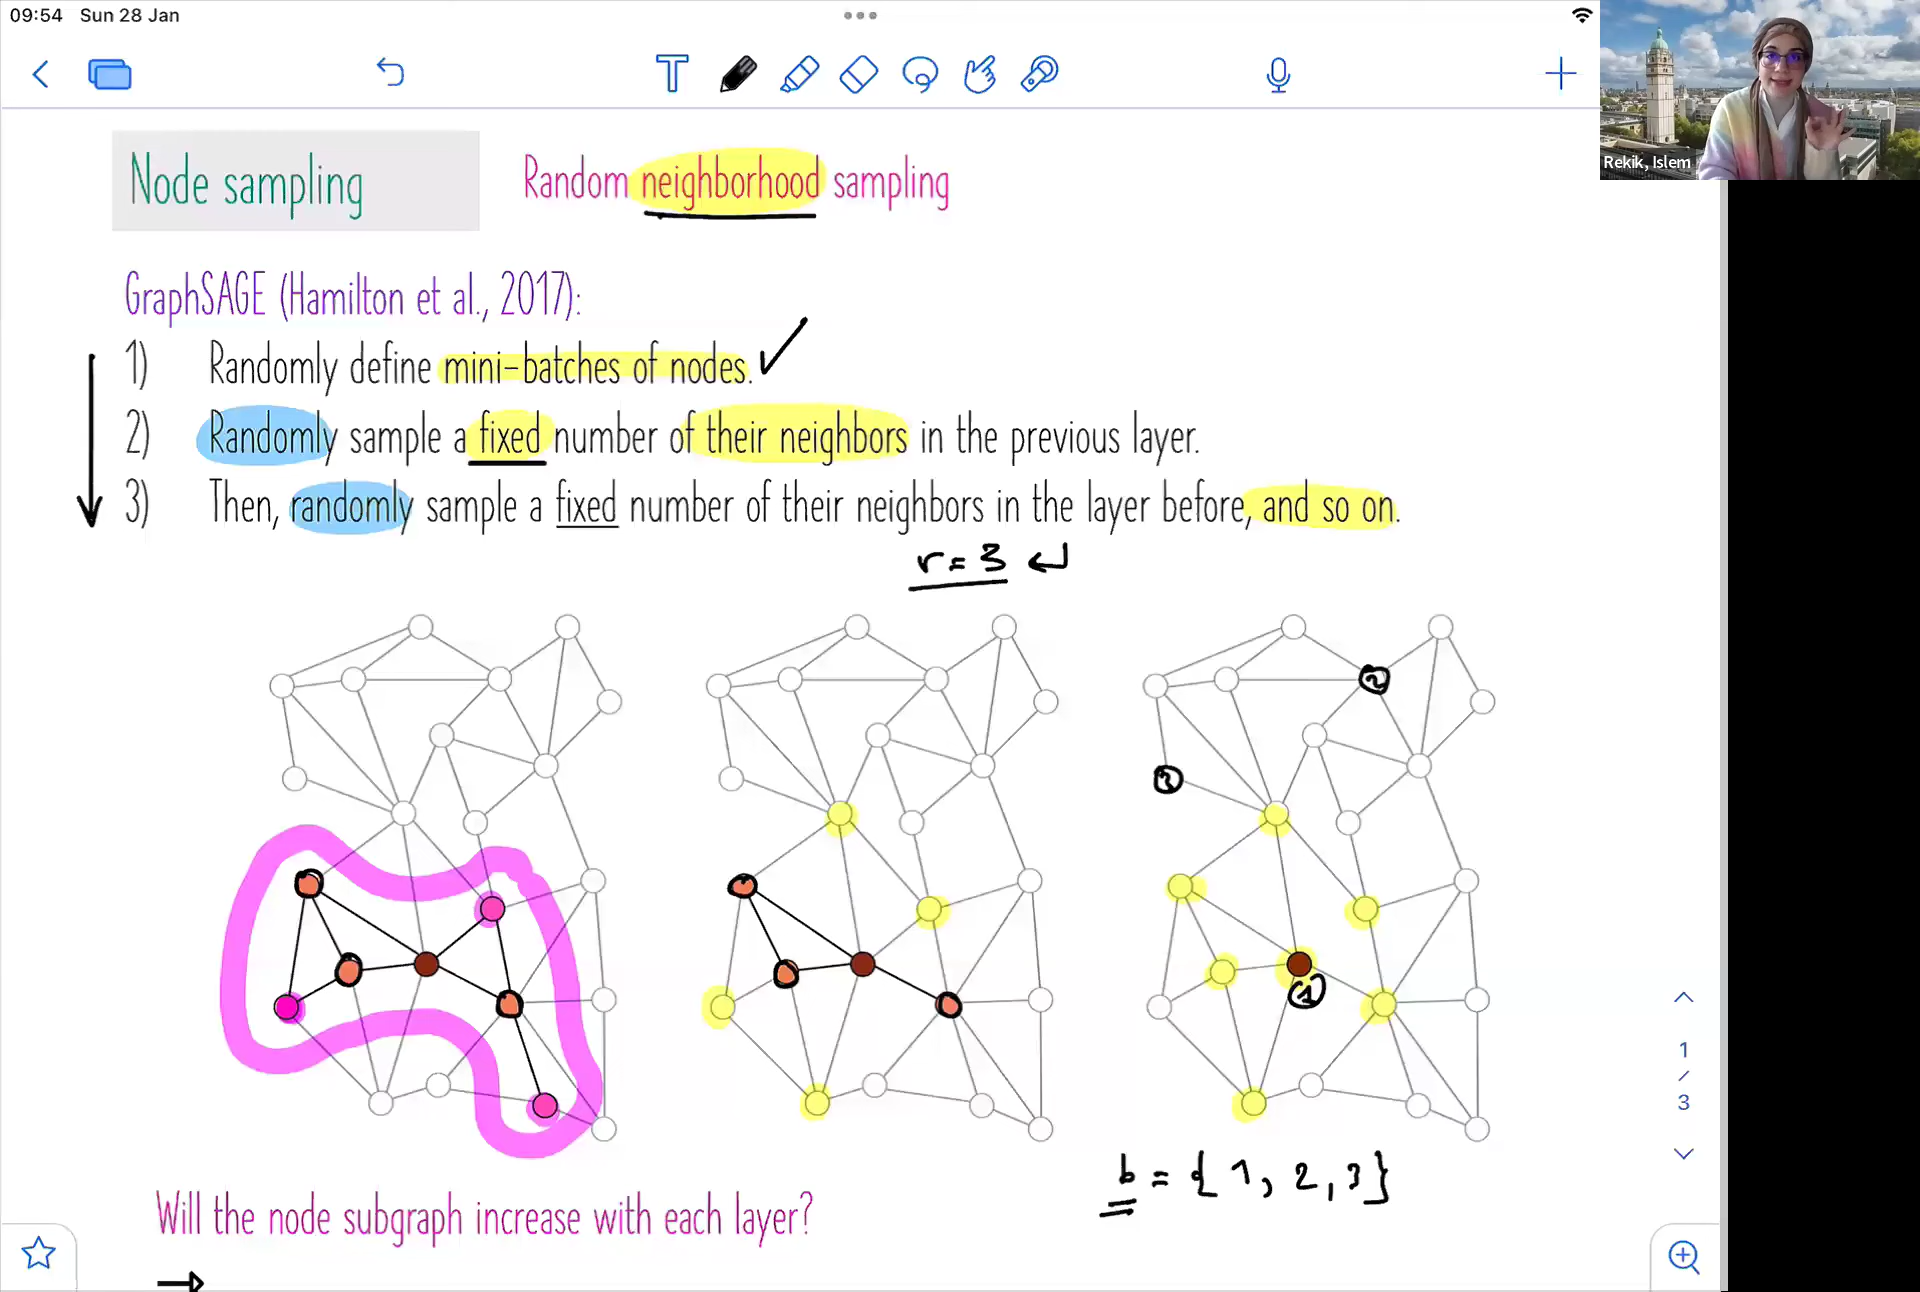 09:54 Sun 28 Jan
T
Rekik, Islem
Node sampling
Random neighborhood sampling
GraphSAGE (Hamilton et al., 2017):
1) Randomly define mini-batches of nodes.
2) Randomly sample a fixed number of their neighbors in the previous layer.
3) Then, randomly sample a fixed number of their neighbors in the layer before, and so on.
r = 3
2
3
1
1
/
3
b = {1, 2, 3}
Will the node subgraph increase with each layer?